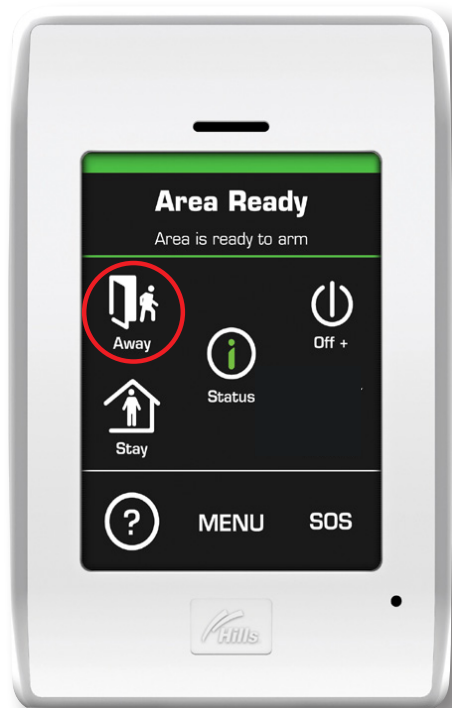 Area Ready
Area is ready to arm
Away
Off +
Status
Stay
?
MENU
SOS
Hills